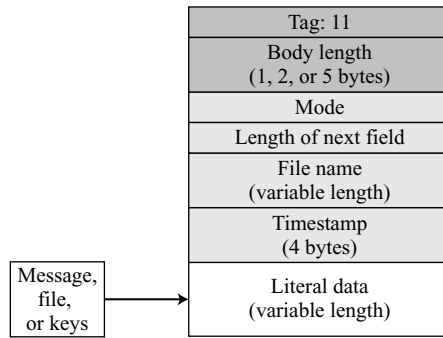 Tag: 11
Body length
(1, 2, or 5 bytes)
Mode
Length of next field
File name
(variable length)
Timestamp
(4 bytes)
Message,
file,
or keys
Literal data
(variable length)